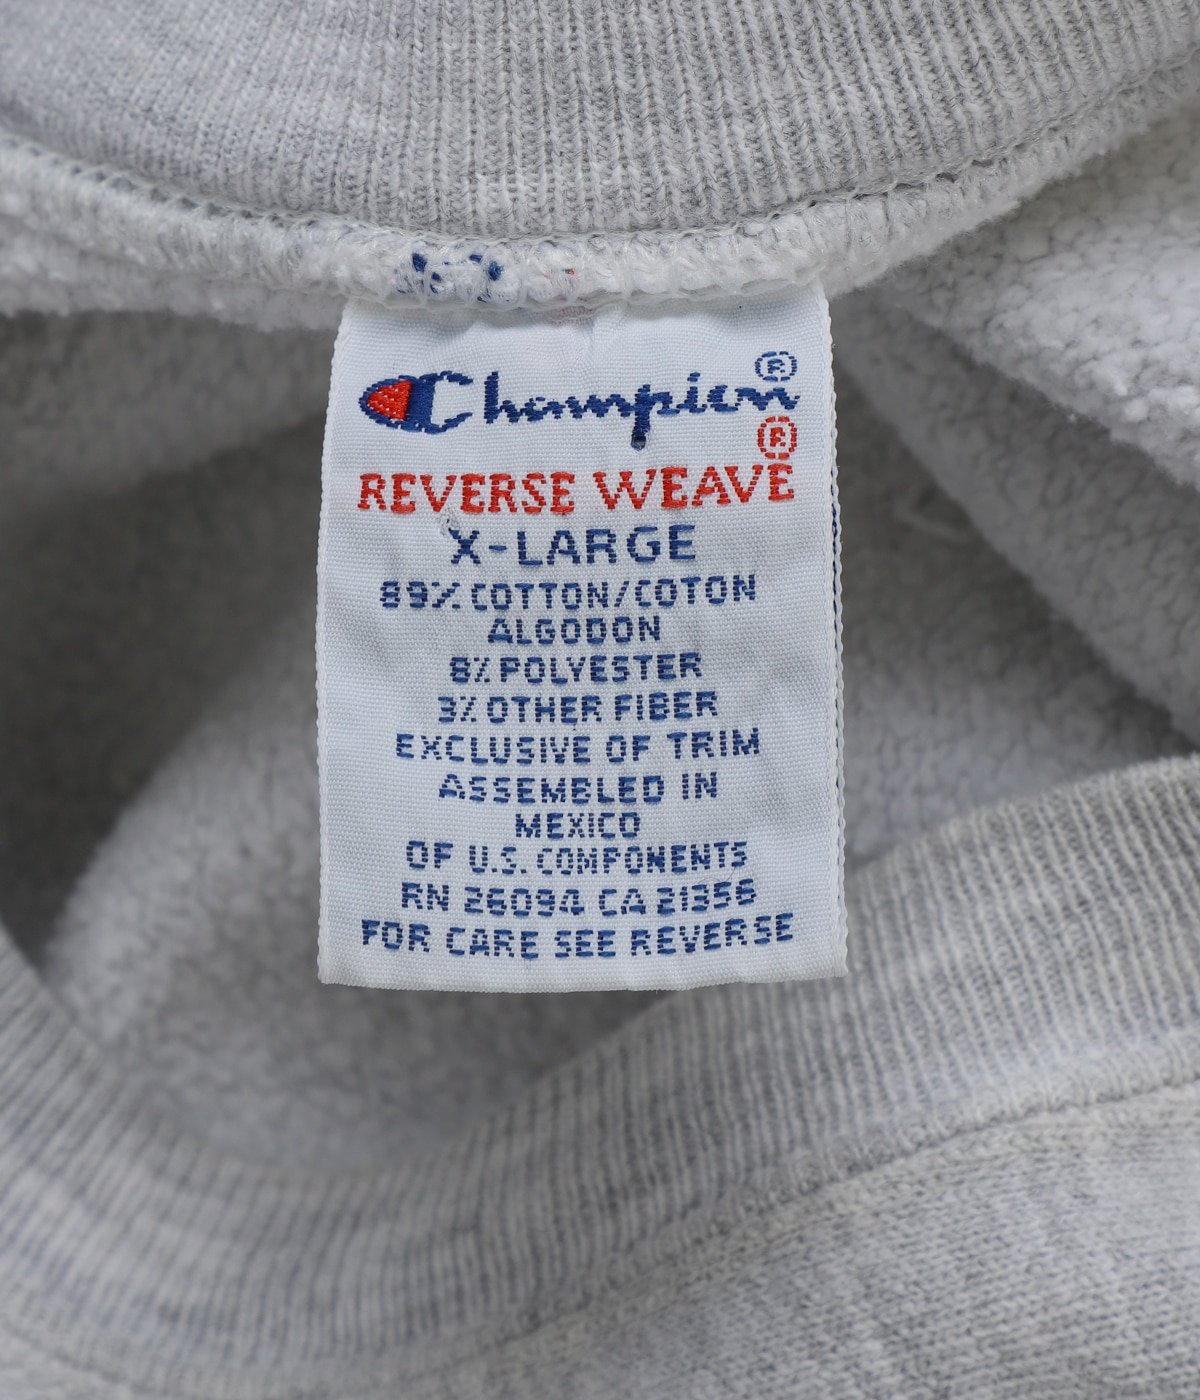 Champion®
REVERSE WEAVE®
X-LARGE
89% COTTON/COTON
ALGODON
8% POLYESTER
3% OTHER FIBER
EXCLUSIVE OF TRIM
ASSEMBLED IN
MEXICO
OF U.S. COMPONENTS
RN 26094 CA 21356
FOR CARE SEE REVERSE